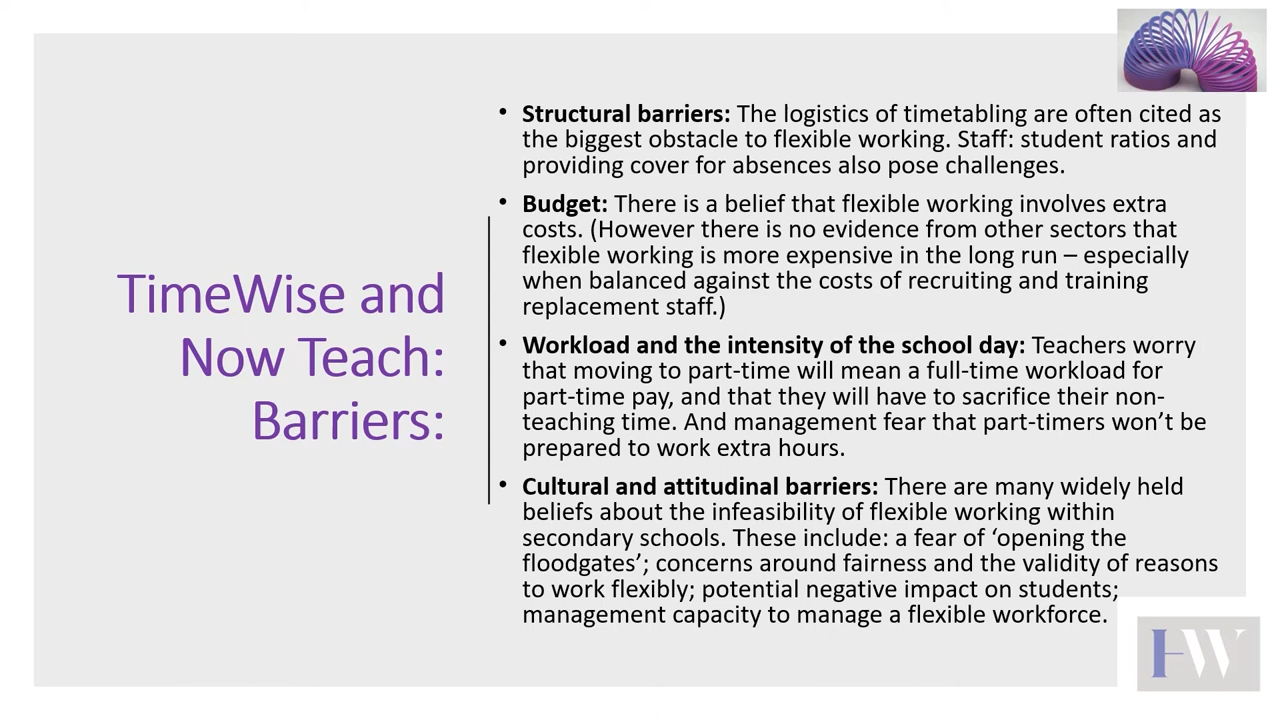 TimeWise and
Now Teach:
Barriers:
• Structural barriers: The logistics of timetabling are often cited as
the biggest obstacle to flexible working. Staff: student ratios and
providing cover for absences also pose challenges.
• Budget: There is a belief that flexible working involves extra
costs. (However there is no evidence from other sectors that
flexible working is more expensive in the long run – especially
when balanced against the costs of recruiting and training
replacement staff.)
• Workload and the intensity of the school day: Teachers worry
that moving to part-time will mean a full-time workload for
part-time pay, and that they will have to sacrifice their non-
teaching time. And management fear that part-timers won’t be
prepared to work extra hours.
• Cultural and attitudinal barriers: There are many widely held
beliefs about the infeasibility of flexible working within
secondary schools. These include: a fear of ‘opening the
floodgates’; concerns around fairness and the validity of reasons
to work flexibly; potential negative impact on students;
management capacity to manage a flexible workforce.
HW